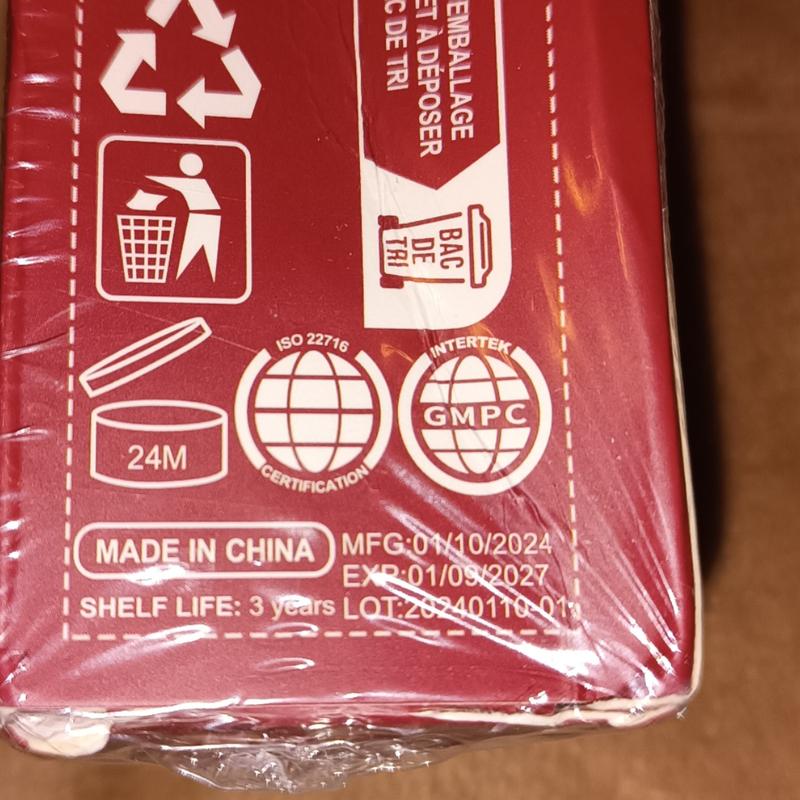 EMBALLAGE
ET À DÉPOSER
C DE TRI
BAC
DE
TRI
ISO 22716
CERTIFICATION
INTERTEK
GMPC
24M
MADE IN CHINA
MFG:01/10/2024
EXP:01/09/2027
SHELF LIFE: 3 years
LOT:20240110-01